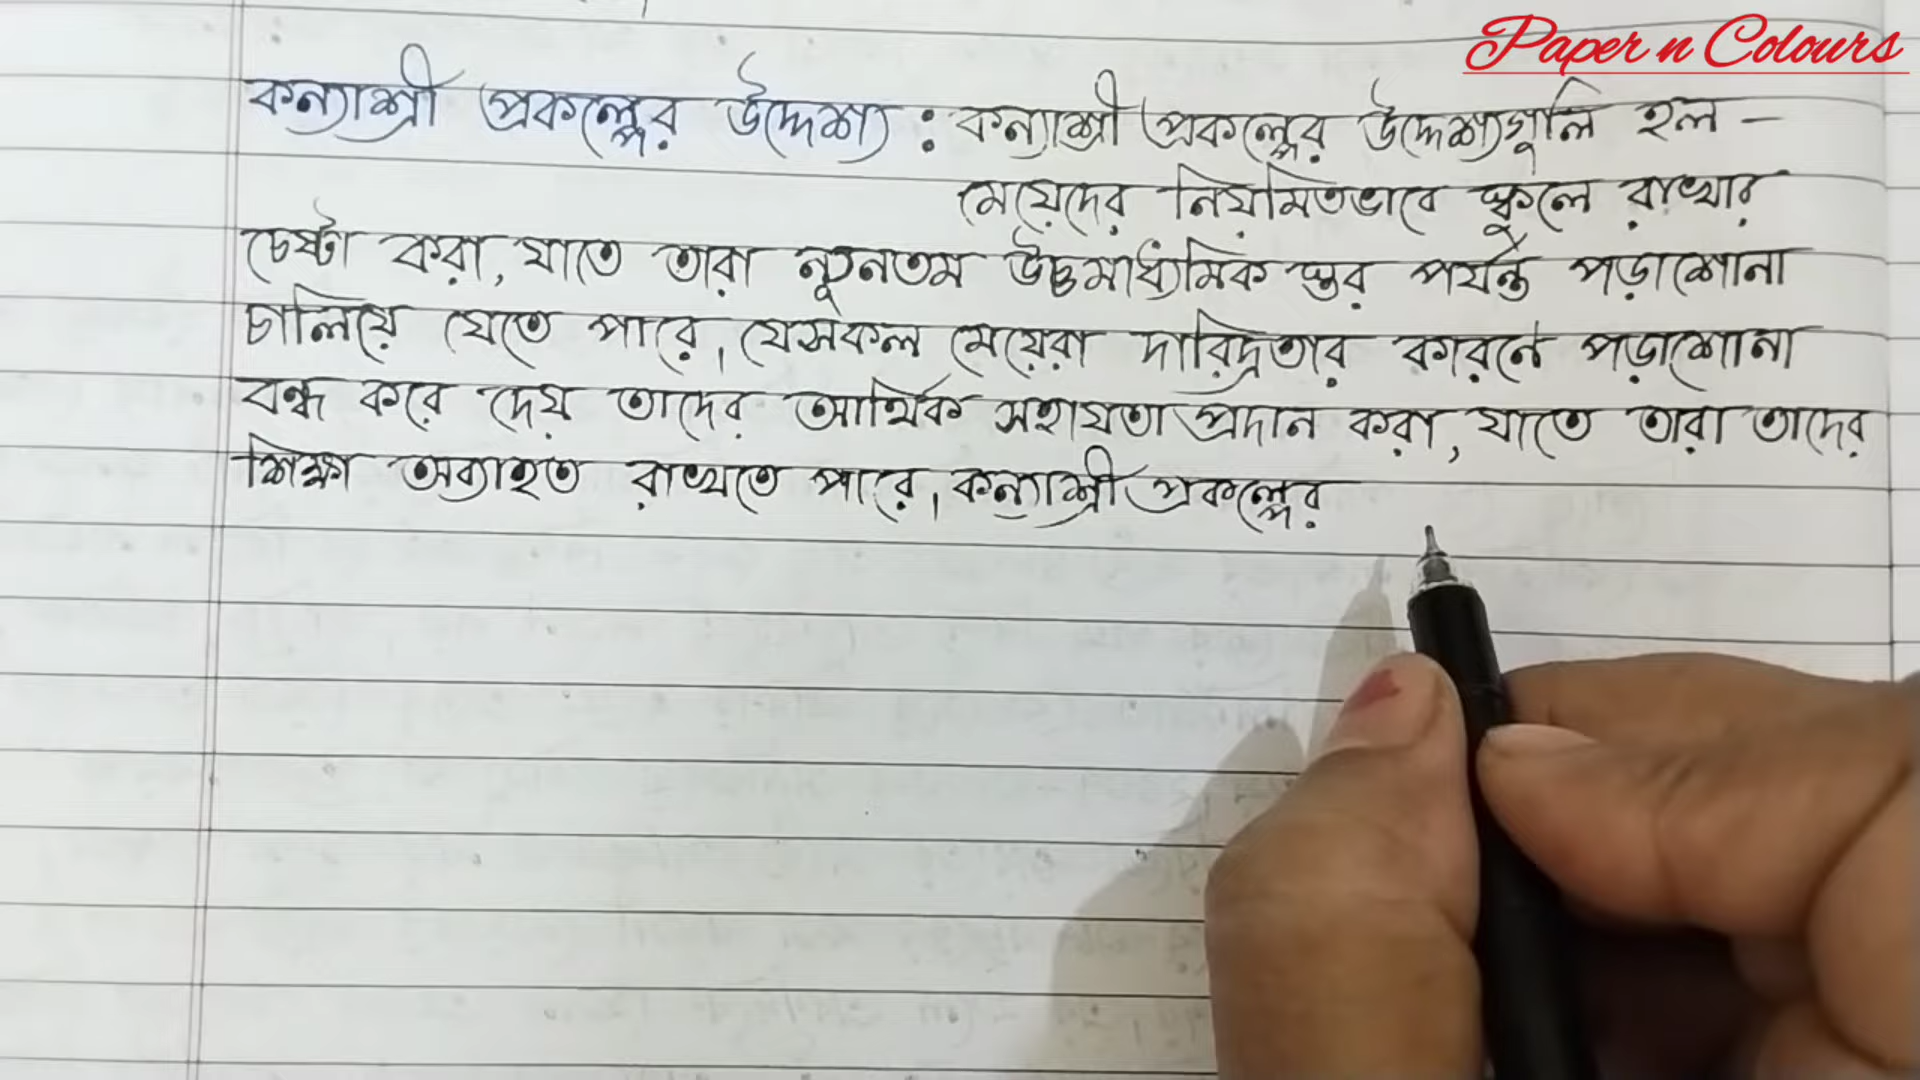 Paper n Colours
কন্যাশ্রী প্রকল্পের উদ্দেশ্য : কন্যাশ্রী প্রকল্পের উদ্দেশ্যগুলি হল –
মেয়েদের নিয়মিতভাবে স্কুলে রাখার
চেষ্টা করা, যাতে তারা নূন্যতম উচ্চমাধ্যমিক স্তর পর্যন্ত পড়াশোনা
চালিয়ে যেতে পারে। যেসকল মেয়েরা দারিদ্রতার কারনে পড়াশোনা
বন্ধ করে দেয় তাদের আর্থিক সহায়তা প্রদান করা, যাতে তারা তাদের
শিক্ষা অব্যাহত রাখতে পারে। কন্যাশ্রী প্রকল্পের